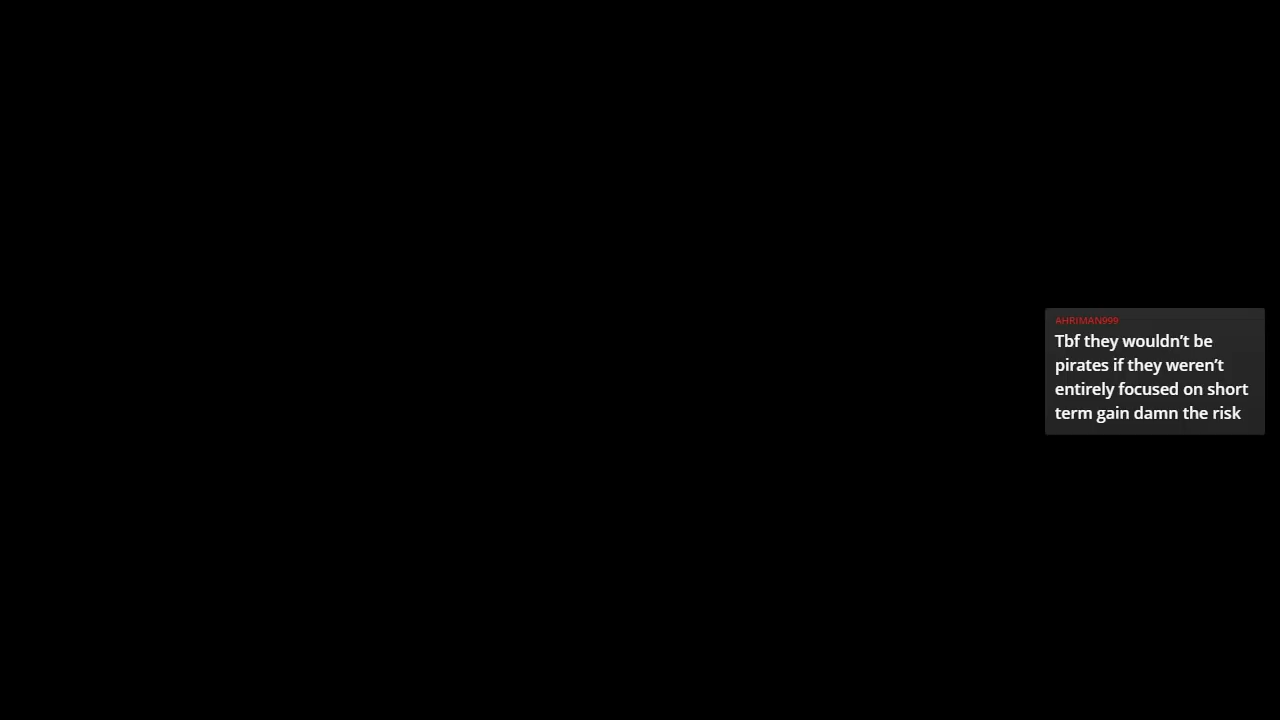 AHRIMAN999
Tbf they wouldn’t be
pirates if they weren’t
entirely focused on short
term gain damn the risk